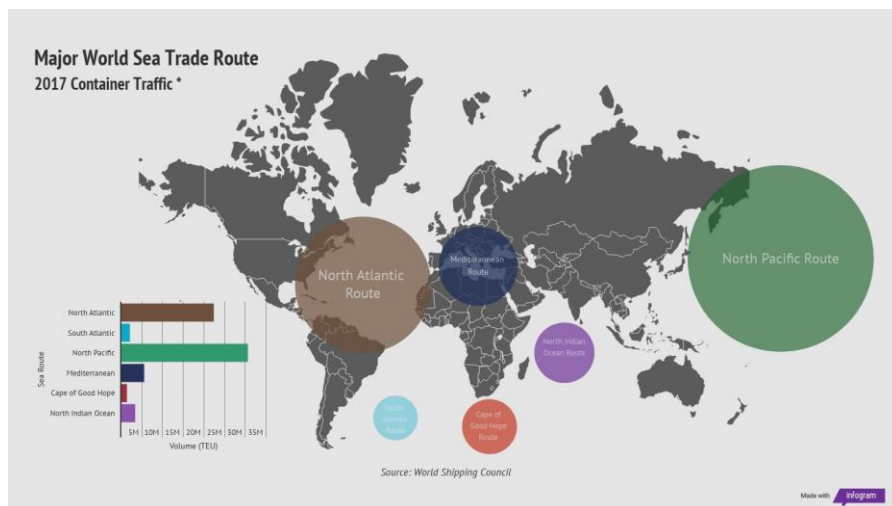 Major World Sea Trade Route
2017 Container Traffic *
North Atlantic
Route
Mediterannean
Route
North Pacific Route
North Indian
Ocean Route
South
Atlantic
Route
Cape of
Good Hope
Route
Sea Route
North Atlantic
South Atlantic
North Pacific
Mediterranean
Cape of Good Hope
North Indian Ocean
5M 10M 15M 20M 25M 30M 35M
Volume (TEU)
Source: World Shipping Council
Made with infogram